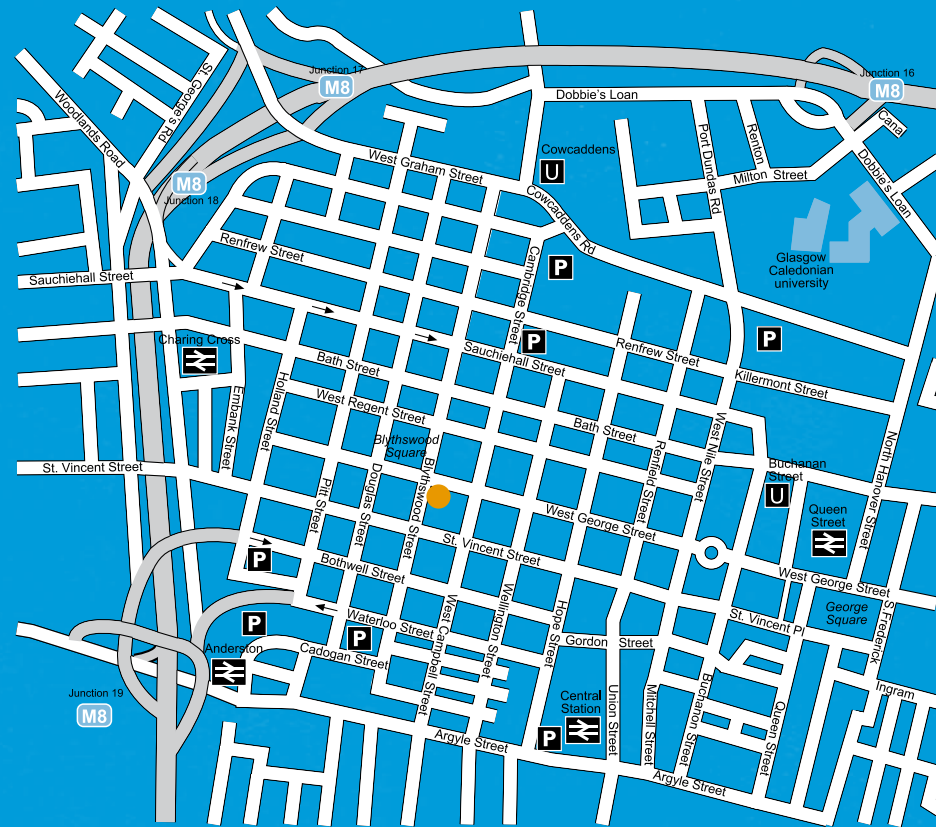 Junction 17
M8
Junction 16
M8
St. George's Rd
Woodlands Road
Dobbie's Loan
Canal
Cowcaddens
U
West Graham Street
Port Dundas Rd
Renton
Milton Street
Dobbie's Loan
M8
Junction 18
Cowcaddens Rd
Renfrew Street
Cambridge Street
P
Glasgow
Caledonian
university
Sauchiehall Street
Charing Cross
P
P
Sauchiehall Street
Renfrew Street
Killermont Street
Bath Street
Holland Street
Embank Street
West Regent Street
Bath Street
West Nile Street
North Hanover Street
Blythswood
Square
Renfield Street
St. Vincent Street
Buchanan
Street
U
Pitt Street
Douglas Street
Blythswood Street
Queen
Street
West George Street
St. Vincent Street
P
Bothwell Street
West George Street
George
Square
S Frederick
Wellington Street
West Campbell Street
Hope Street
Waterloo Street
P
P
St. Vincent Pl
Gordon Street
Anderston
Cadogan Street
Junction 19
M8
Ingram
Central
Station
Union Street
Mitchell Street
Buchanon Street
Queen Street
P
Argyle Street
Argyle Street